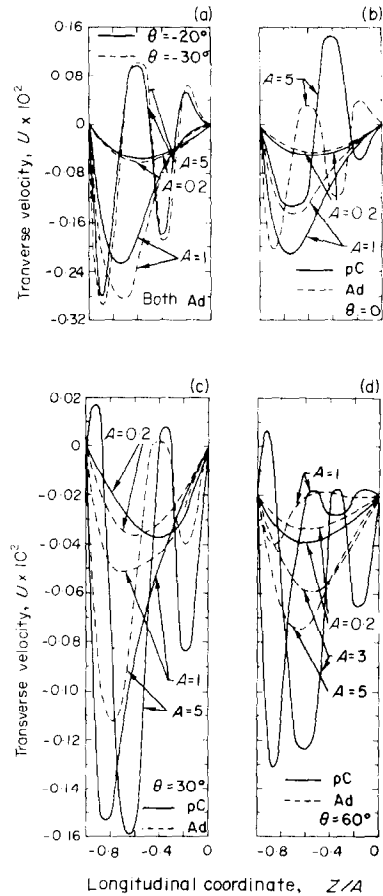 (a)
(b)
0·16
0·08
0
-0·08
-0·16
-0·24
-0·32
Tranverse velocity, U x 10²
θ=-20°
θ=-30°
A=5
A=0.2
A=1
Both Ad
A=5
A=0.2
A=1
pC
Ad
θ=0
(c)
(d)
0·02
0
-0·02
-0·04
-0·06
-0·08
-0·10
-0·12
-0·14
-0·16
Transverse velocity, U x 10²
A=0.2
A=1
A=5
θ=30°
pC
Ad
A=1
A=0.2
A=3
A=5
pC
Ad
θ=60°
-0·8 -0·4 0
-0·8 -0·4 0
Longitudinal coordinate, Z/A